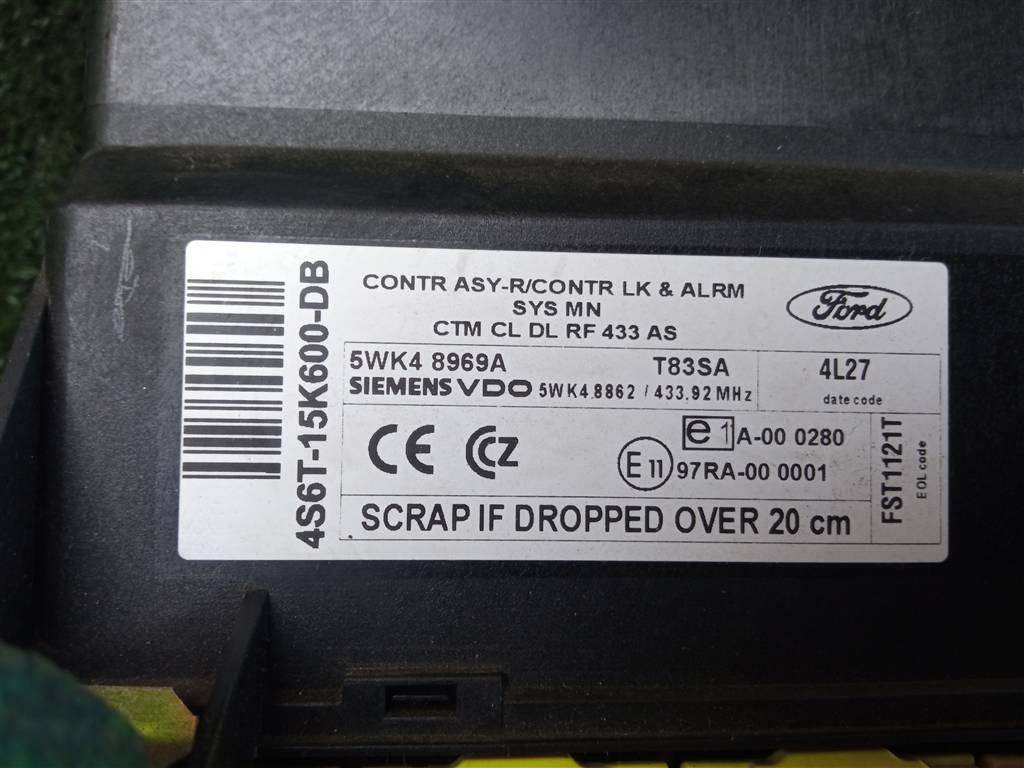 4S6T-15K600-DB
CONTR ASY-R/CONTR LK & ALRM
SYS MN
CTM CL DL RF 433 AS
Ford
5WK4 8969A T83SA
SIEMENS VDO 5WK4 8862 / 433.92 MHz
4L27
date code
CE CCZ
e1 A-00 0280
E11 97RA-00 0001
FST1121T
EOL code
SCRAP IF DROPPED OVER 20 cm